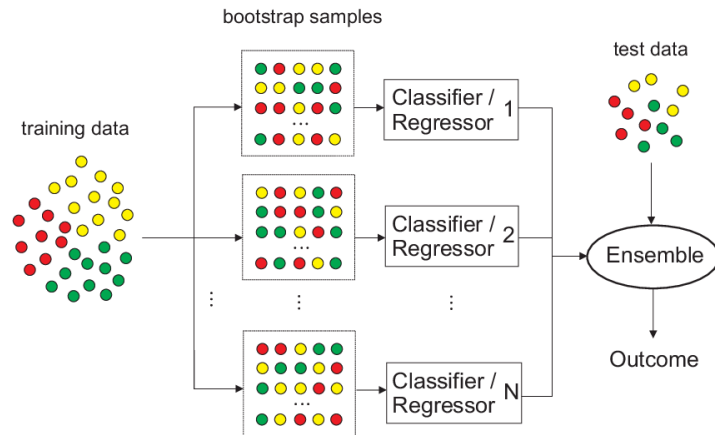 bootstrap samples
training data
test data
...
Classifier /
Regressor 1
...
Classifier /
Regressor 2
...
Classifier /
Regressor N
Ensemble
Outcome